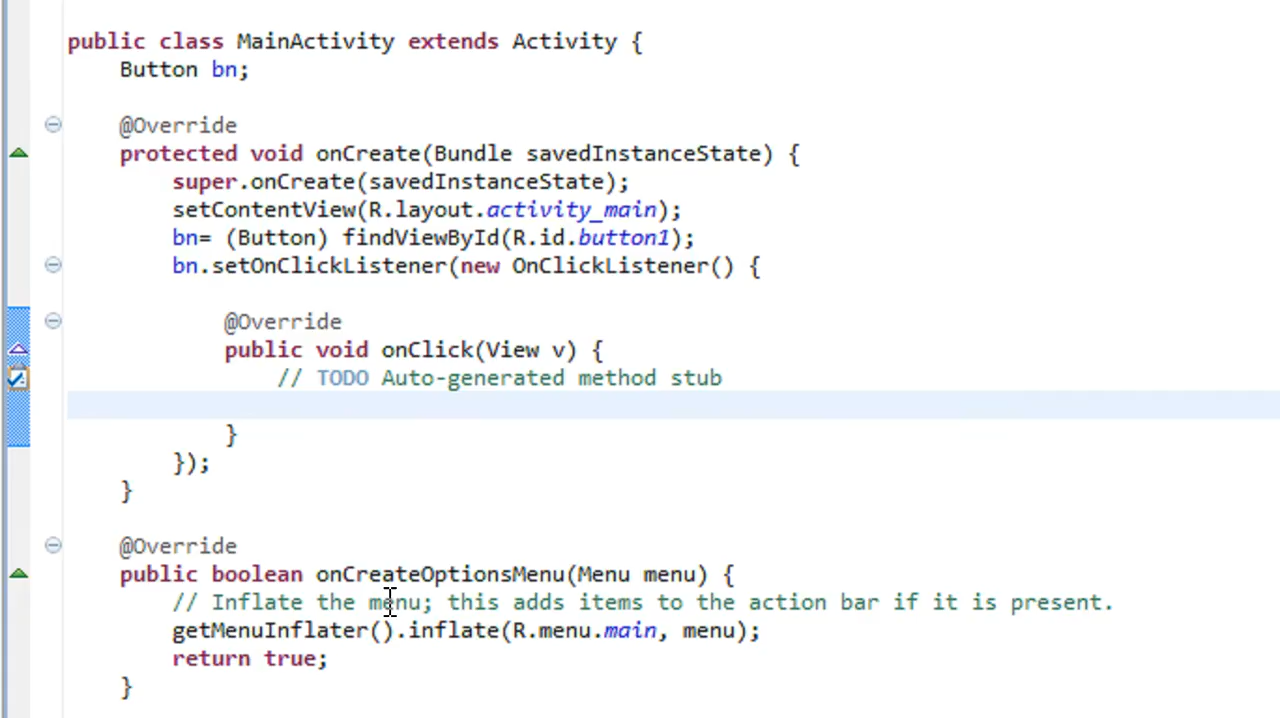 public class MainActivity extends Activity {
Button bn;
@Override
protected void onCreate(Bundle savedInstanceState) {
super.onCreate(savedInstanceState);
setContentView(R.layout.activity_main);
bn= (Button) findViewById(R.id.button1);
bn.setOnClickListener(new OnClickListener() {
@Override
public void onClick(View v) {
// TODO Auto-generated method stub
}
});
}
@Override
public boolean onCreateOptionsMenu(Menu menu) {
// Inflate the menu; this adds items to the action bar if it is present.
getMenuInflater().inflate(R.menu.main, menu);
return true;
}